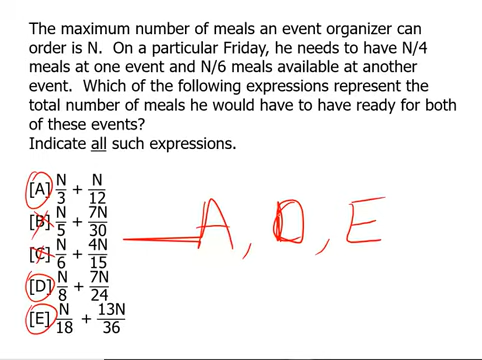 The maximum number of meals an event organizer can
order is N. On a particular Friday, he needs to have N/4
meals at one event and N/6 meals available at another
event. Which of the following expressions represent the
total number of meals he would have to have ready for both
of these events?
Indicate all such expressions.
[A] N/3 + N/12
[B] N/5 + 7N/30
[C] N/6 + 4N/15
[D] N/8 + 7N/24
[E] N/18 + 13N/36
A, D, E